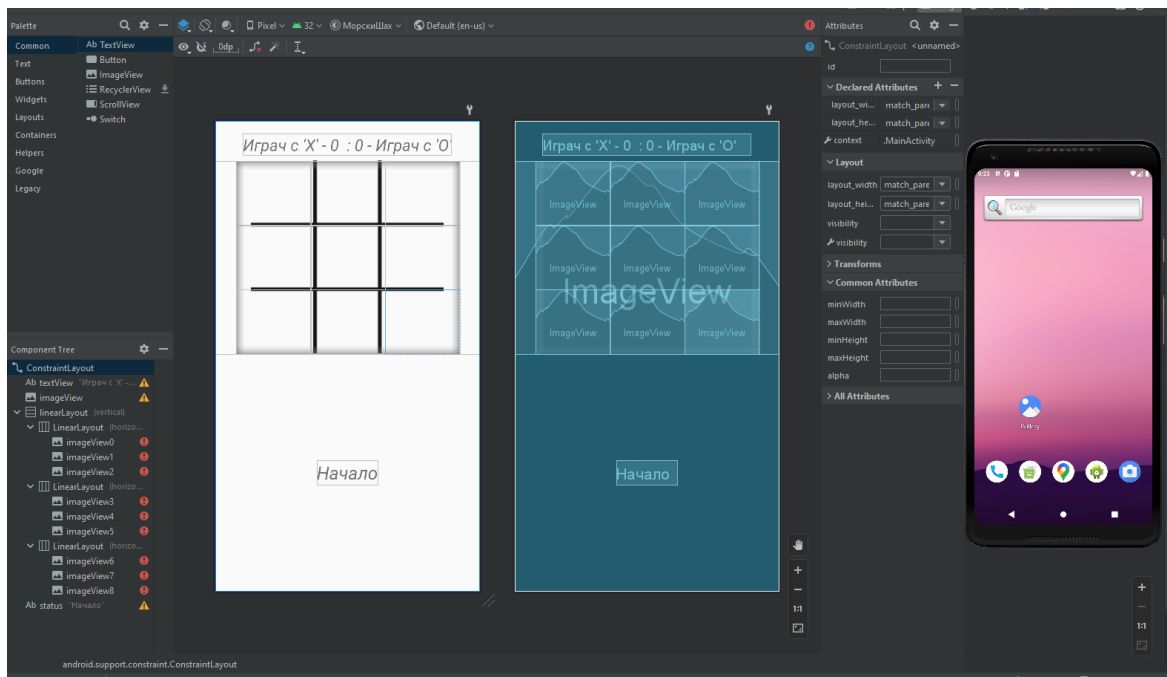 Palette
Common
Text
Buttons
Widgets
Layouts
Containers
Helpers
Google
Legacy
Ab TextView
Button
ImageView
RecyclerView
ScrollView
Switch
Pixel
32
МорскиШах
Default (en-us)
0dp
Играч с 'X' - 0 : 0 - Играч с 'O'
Начало
Играч с 'X' - 0 : 0 - Играч с 'O'
ImageView
ImageView
ImageView
ImageView
ImageView
ImageView
ImageView
ImageView
ImageView
ImageView
Начало
1:1
Component Tree
ConstraintLayout
Ab textView "Играч с 'X' -...
imageView
linearLayout (vertical)
LinearLayout (horizo...
imageView0
imageView1
imageView2
LinearLayout (horizo...
imageView3
imageView4
imageView5
LinearLayout (horizo...
imageView6
imageView7
imageView8
Ab status "Начало"
android.support.constraint.ConstraintLayout
Attributes
ConstraintLayout <unnamed>
id
Declared Attributes
layout_wi... match_pare
layout_he... match_pare
context .MainActivity
Layout
layout_width match_pare
layout_hei... match_pare
visibility
visibility
Transforms
Common Attributes
minWidth
maxWidth
minHeight
maxHeight
alpha
All Attributes
9:23
Google
Gallery
1:1